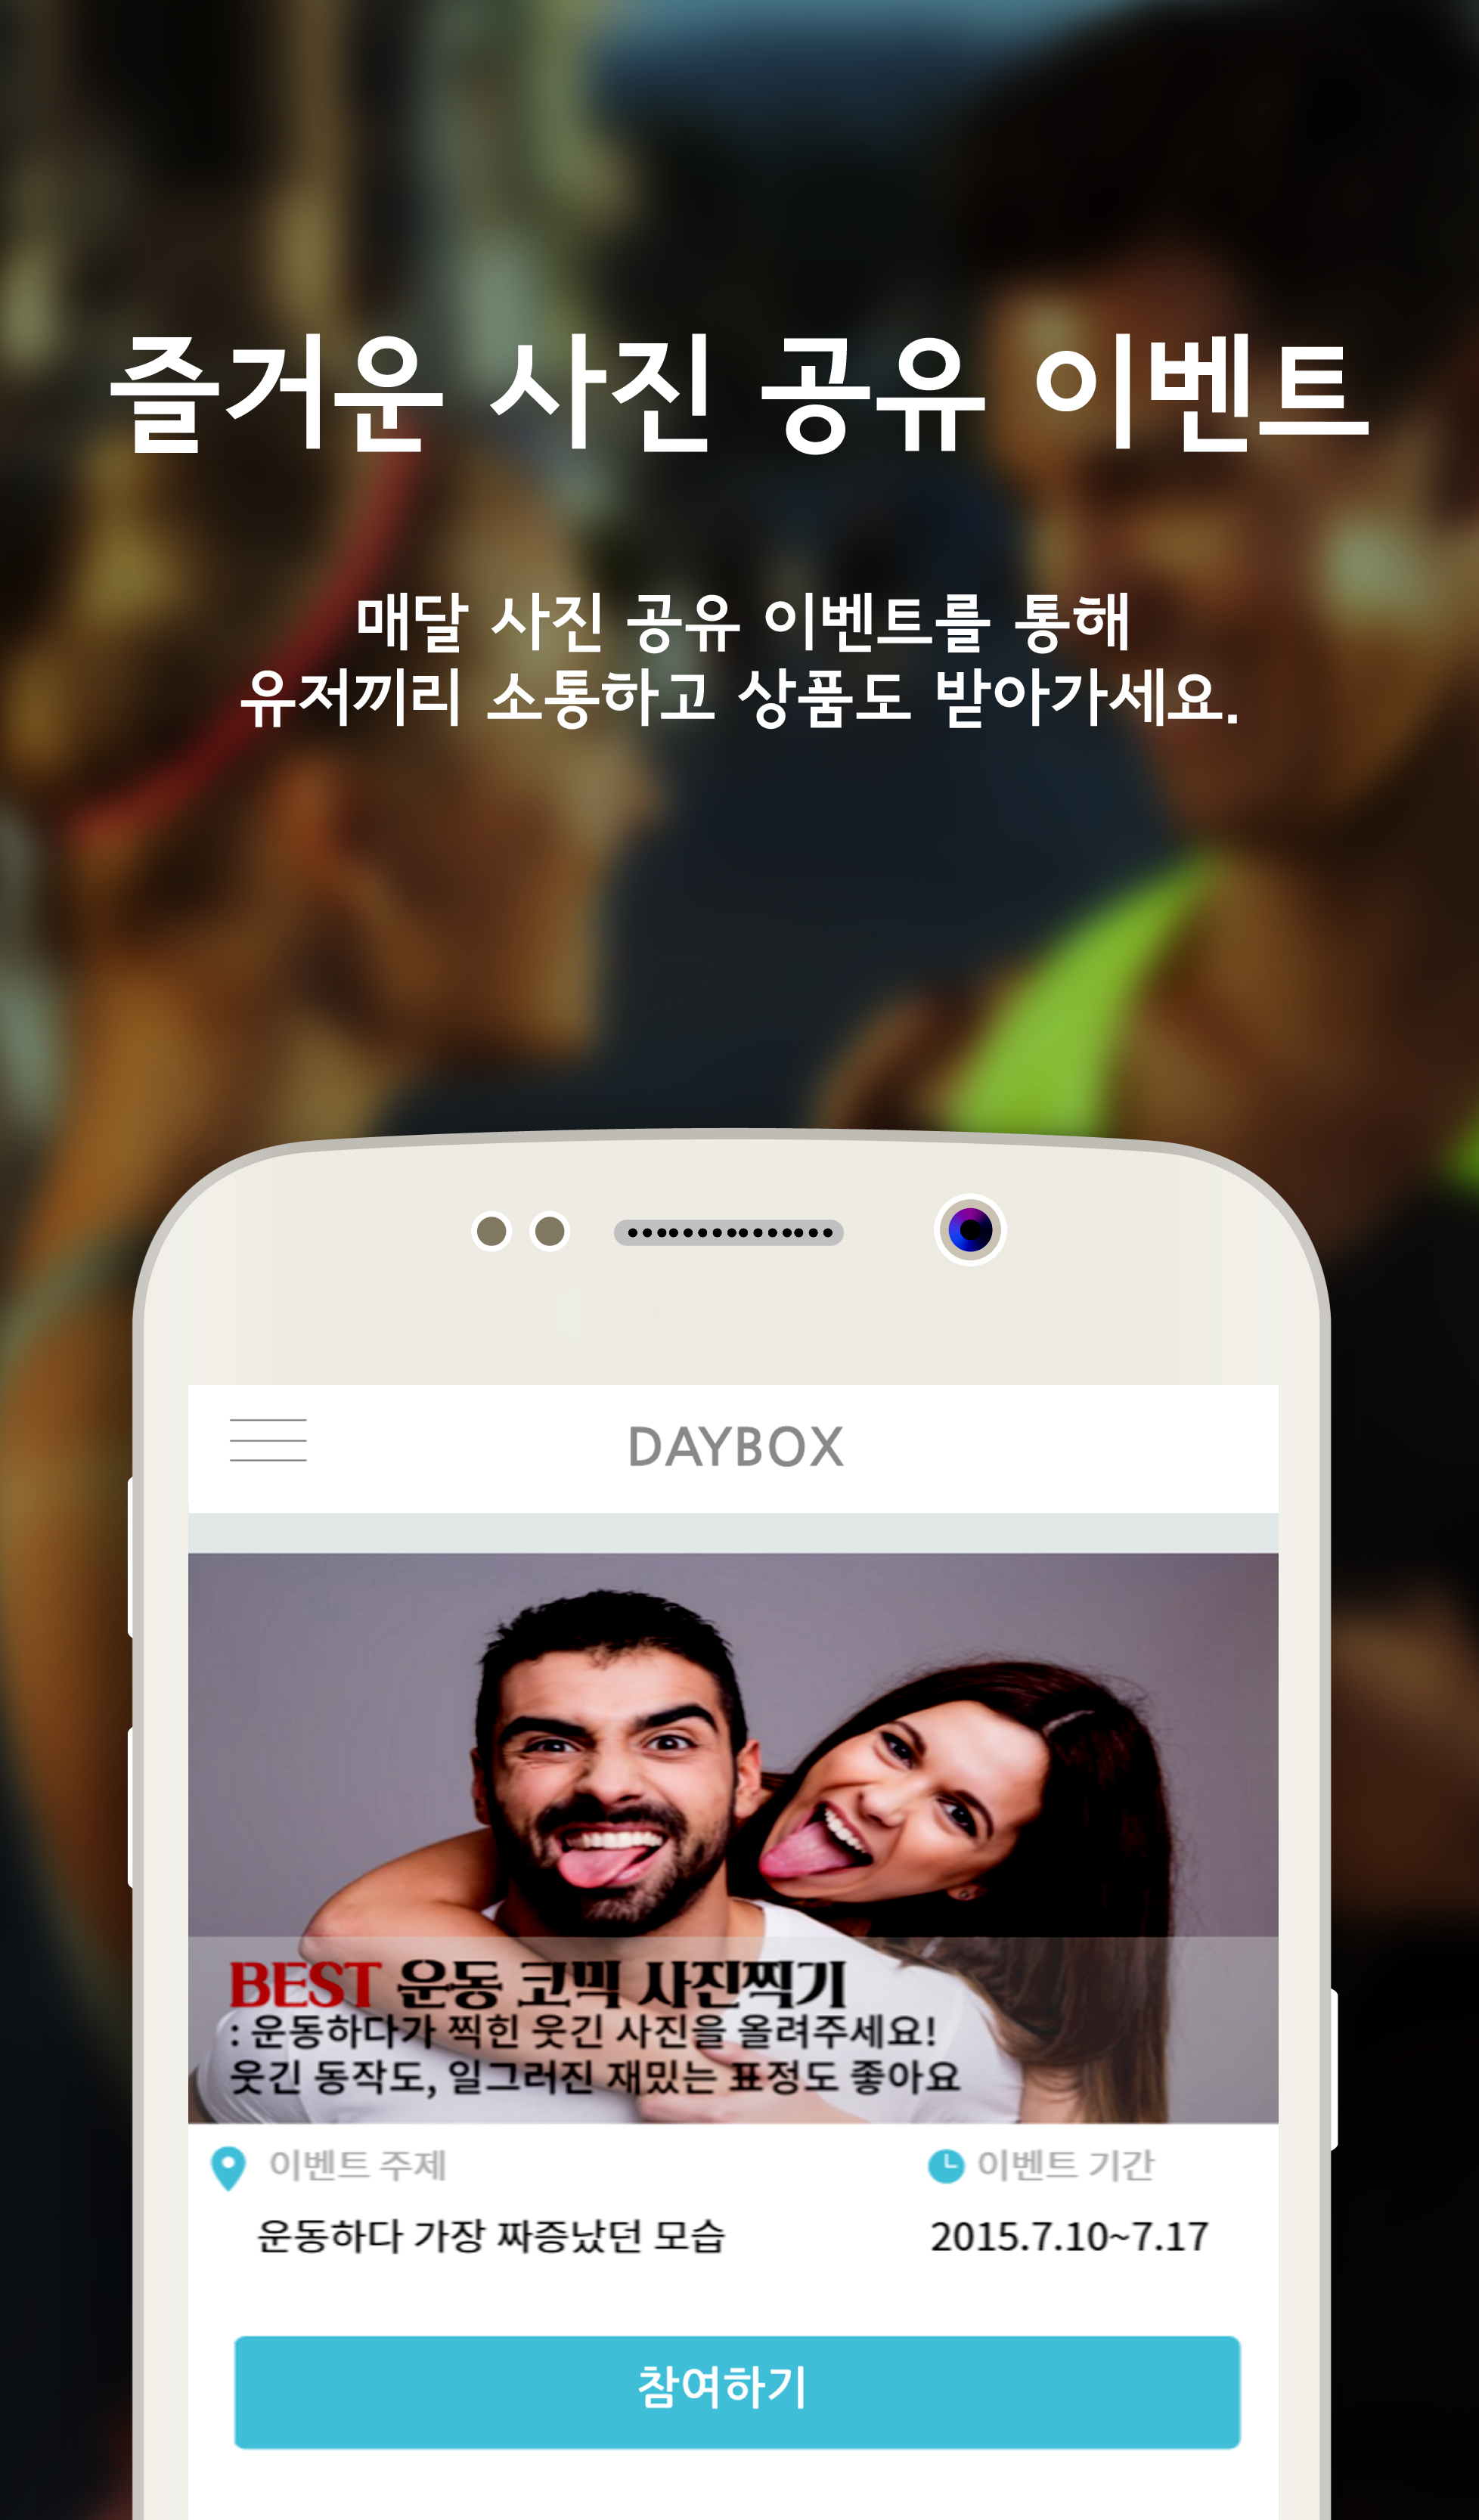 즐거운 사진 공유 이벤트
매달 사진 공유 이벤트를 통해
유저끼리 소통하고 상품도 받아가세요.
DAYBOX
BEST 운동 코믹 사진찍기
: 운동하다가 찍힌 웃긴 사진을 올려주세요!
웃긴 동작도, 일그러진 재밌는 표정도 좋아요
이벤트 주제
이벤트 기간
운동하다 가장 짜증났던 모습
2015.7.10~7.17
참여하기